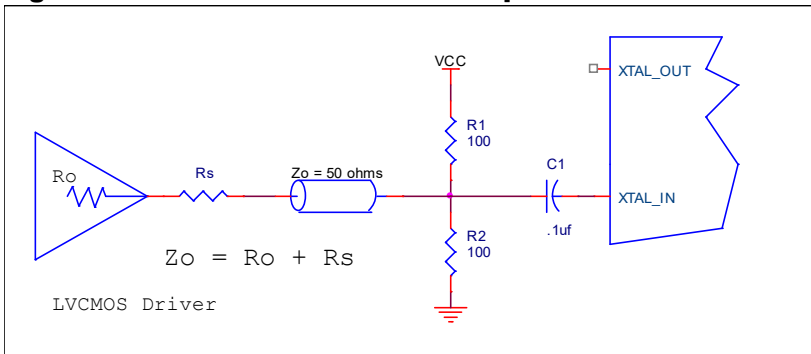 VCC
XTAL_OUT
R1
100
Ro
Rs
Zo = 50 ohms
C1
XTAL_IN
.1uf
R2
100
Zo = Ro + Rs
LVCMOS Driver